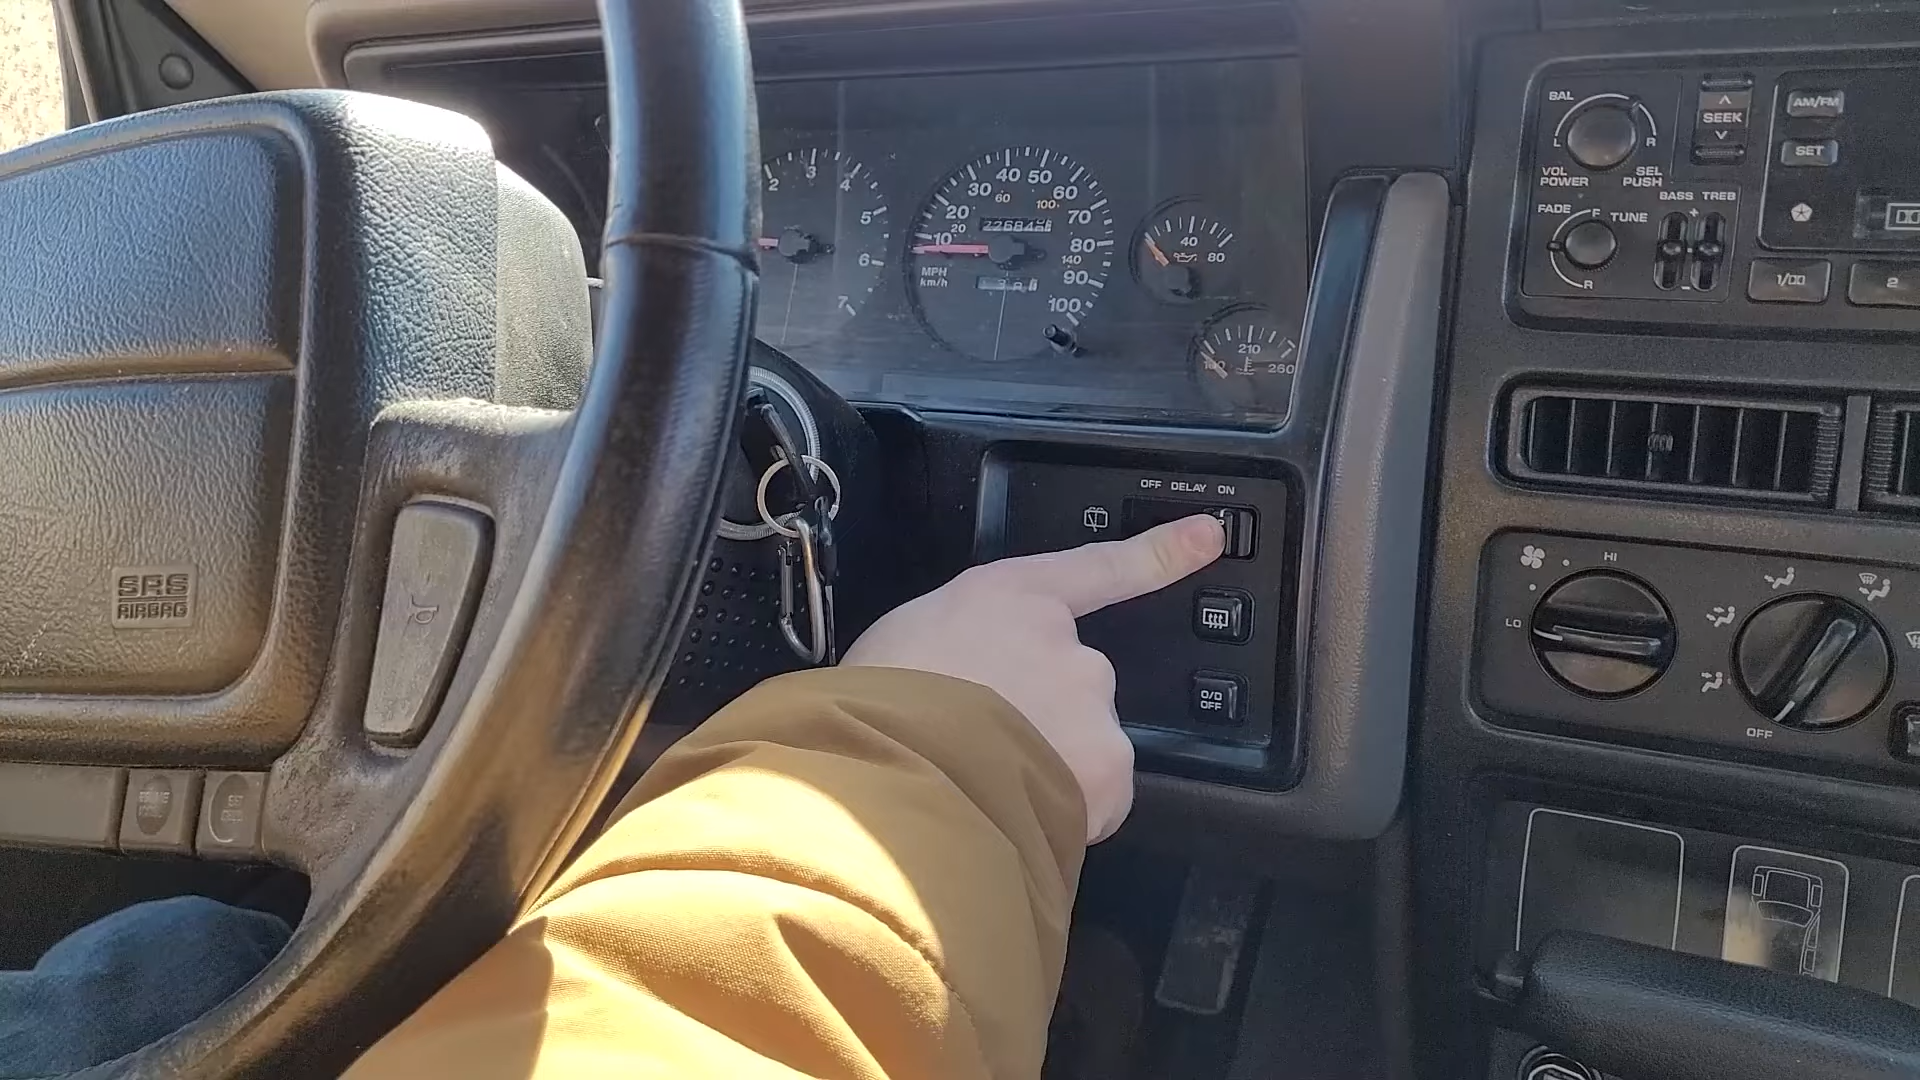 SRS
AIRBAG
2
3
4
5
6
7
10
20
30
40
50
60
70
80
90
100
20
60
100
140
MPH
km/h
40
80
210
260
OFF DELAY ON
O/D
OFF
BAL
L
R
VOL
POWER
SEL
PUSH
FADE
F
R
TUNE
BASS TREB
+
-
SEEK
AM/FM
SET
1/00
2
HI
LO
OFF